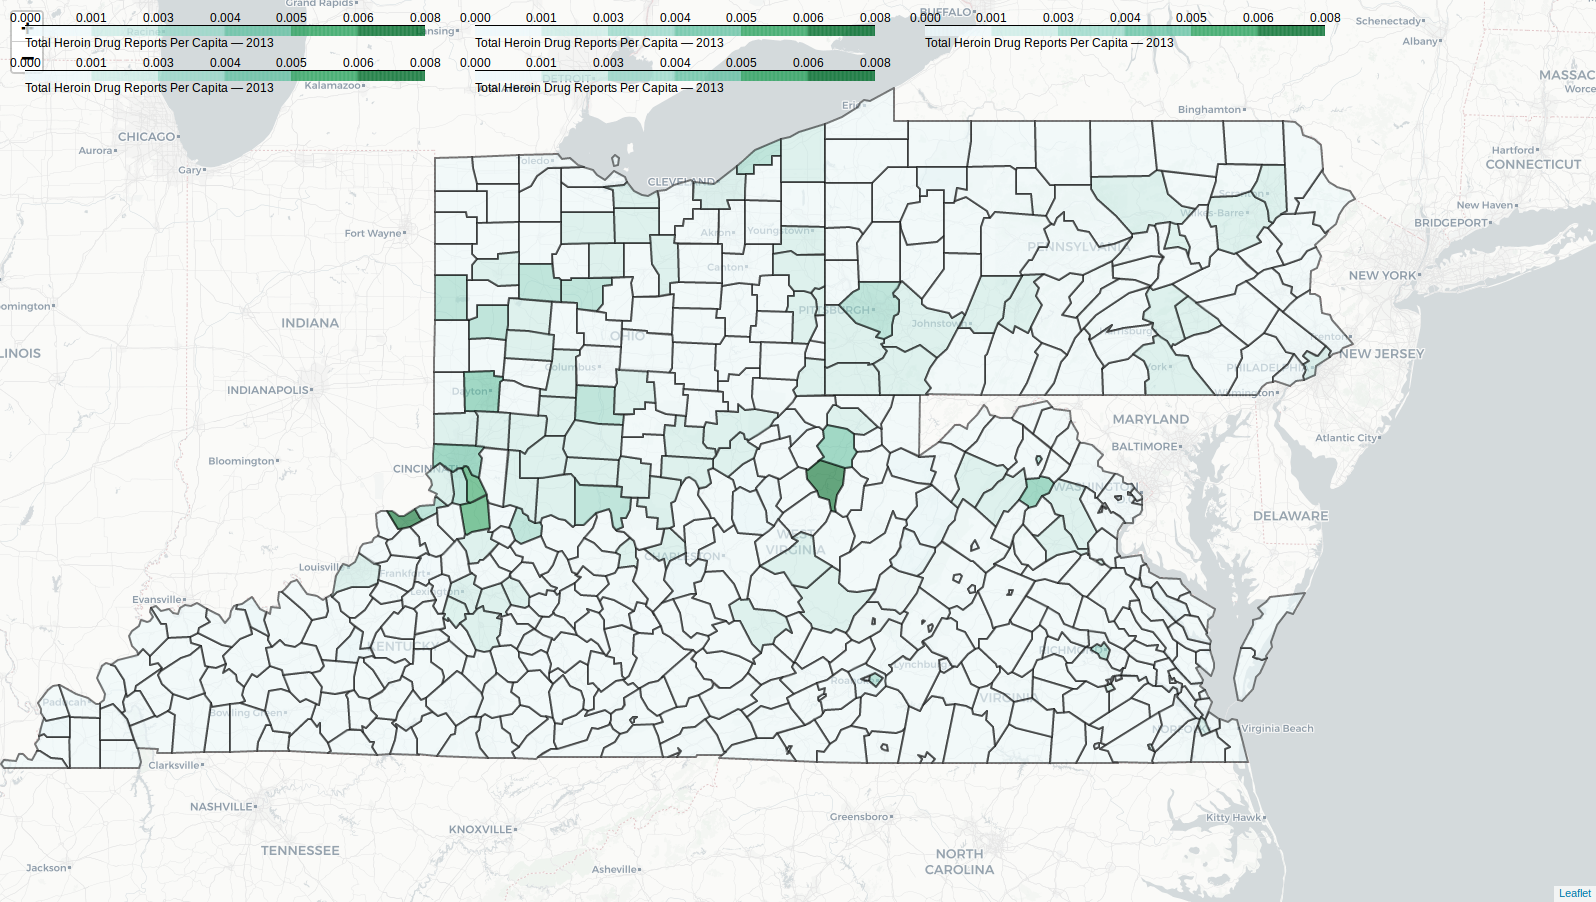 Grand Rapids
BUFFALO
0.000 0.001 0.003 0.004 0.005 0.006 0.008
0.000 0.001 0.003 0.004 0.005 0.006 0.008
0.000 0.001 0.003 0.004 0.005 0.006 0.008
Schenectady
Racine
nsing
Total Heroin Drug Reports Per Capita — 2013
Total Heroin Drug Reports Per Capita — 2013
Total Heroin Drug Reports Per Capita — 2013
Albany
0.000 0.001 0.003 0.004 0.005 0.006 0.008
0.000 0.001 0.003 0.004 0.005 0.006 0.008
MASSAC
DETROIT
Kalamazoo
Total Heroin Drug Reports Per Capita — 2013
Total Heroin Drug Reports Per Capita — 2013
Worce
Erie
Binghamton
CHICAGO
Aurora
Hartford
Toledo
CONNECTICUT
Gary
CLEVELAND
Scranton
New Haven
Wilkes-Barre
BRIDGEPORT
Fort Wayne
Akron
Youngstown
PENNSYLVANIA
Canton
NEW YORK
oomington
PITTSBURGH
INDIANA
Johnstown
Harrisburg
OHIO
Trenton
LINOIS
NEW JERSEY
Columbus
York
PHILADELPHIA
INDIANAPOLIS
Dayton
Wilmington
MARYLAND
Atlantic City
BALTIMORE
Bloomington
CINCINNATI
WASHINGTON
DELAWARE
WEST
VIRGINIA
CHARLESTON
Louisville
Frankfort
Lexington
Evansville
KENTUCKY
RICHMOND
Lynchburg
Roanoke
VIRGINIA
Paducah
Bowling Green
NORFOLK
Virginia Beach
Clarksville
NASHVILLE
Greensboro
Kitty Hawk
KNOXVILLE
TENNESSEE
NORTH
CAROLINA
Jackson
Asheville
Leaflet